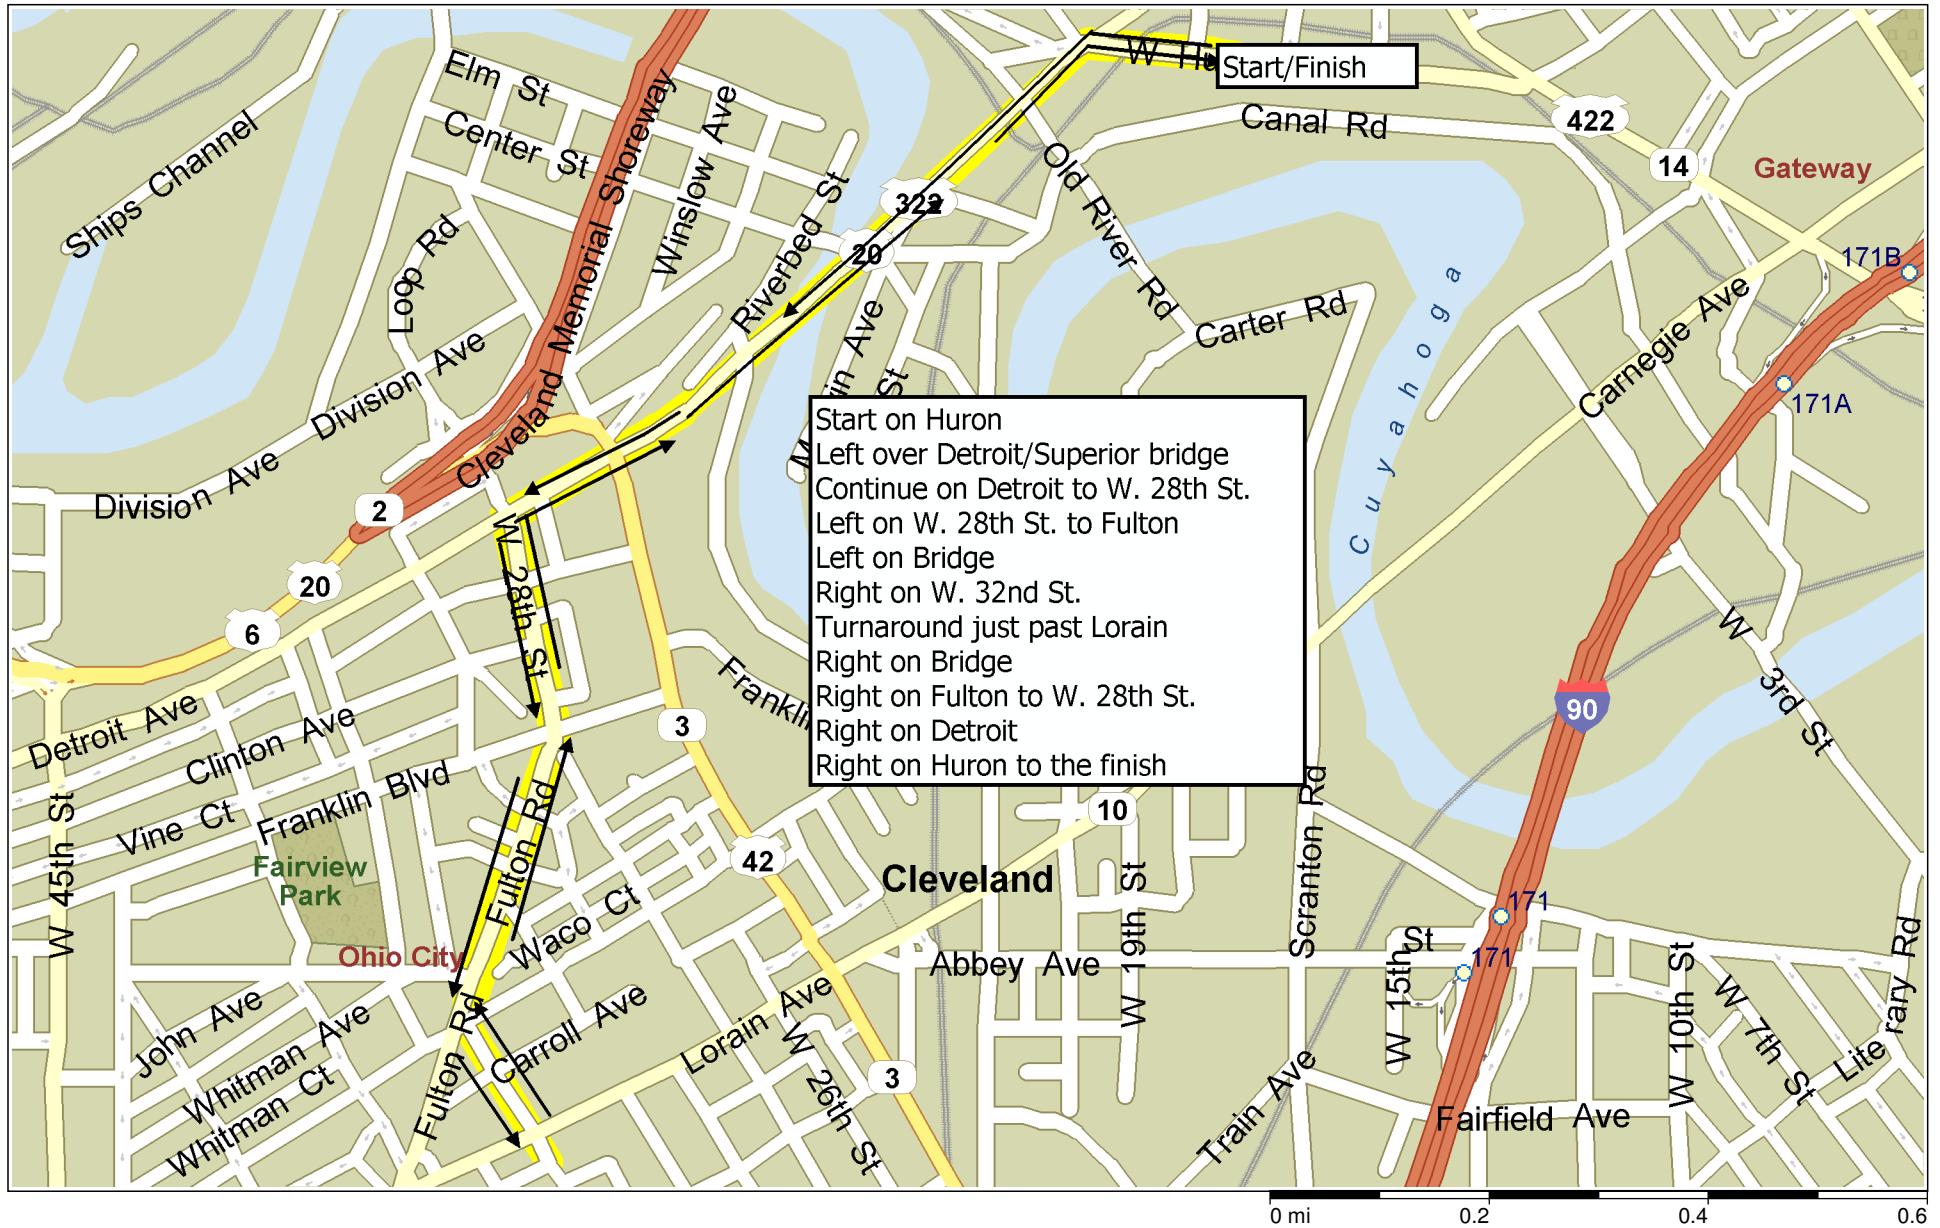 Start/Finish
W Hu
Elm St
Center St
Ships Channel
Cleveland Memorial Shoreway
Winslow Ave
Canal Rd
422
14
Gateway
Old River Rd
322
20
Riverbed St
Loop Rd
171B
Carter Rd
Cuyahoga
Carnegie Ave
171A
Division Ave
Division Ave
St
2
20
6
W 28th St
Start on Huron
Left over Detroit/Superior bridge
Continue on Detroit to W. 28th St.
Left on W. 28th St. to Fulton
Left on Bridge
Right on W. 32nd St.
Turnaround just past Lorain
Right on Bridge
Right on Fulton to W. 28th St.
Right on Detroit
Right on Huron to the finish
W 3rd St
90
Detroit Ave
Clinton Ave
Vine Ct
Franklin Blvd
Franklin
3
10
42
Fairview
Park
W 45th St
Fulton Rd
Waco Ct
Ohio City
Cleveland
Abbey Ave
W 19th St
Scranton Rd
171
171
St
W 15th
W 10th St
W 7th St
Literary Rd
John Ave
Whitman Ave
Whitman Ct
Fulton Rd
Carroll Ave
Lorain Ave
W 26th St
3
Train Ave
Fairfield Ave
0 mi 0.2 0.4 0.6